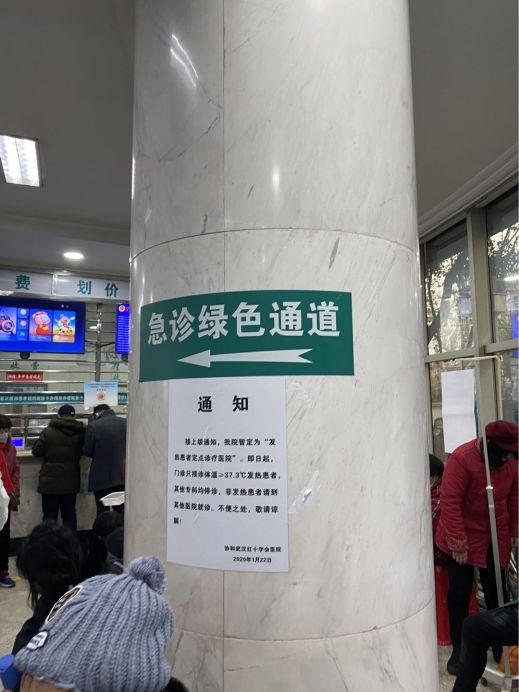 费 划 价
急诊绿色通道
通 知
接上级通知，我院暂定为“发
热患者定点诊疗医院”。即日起，
门诊只接诊体温≥37.3℃发热患者，
其他专科均停诊，非发热患者请到
其他医院就诊。不便之处，敬请谅
解！
协和武汉红十字会医院
2020年1月22日